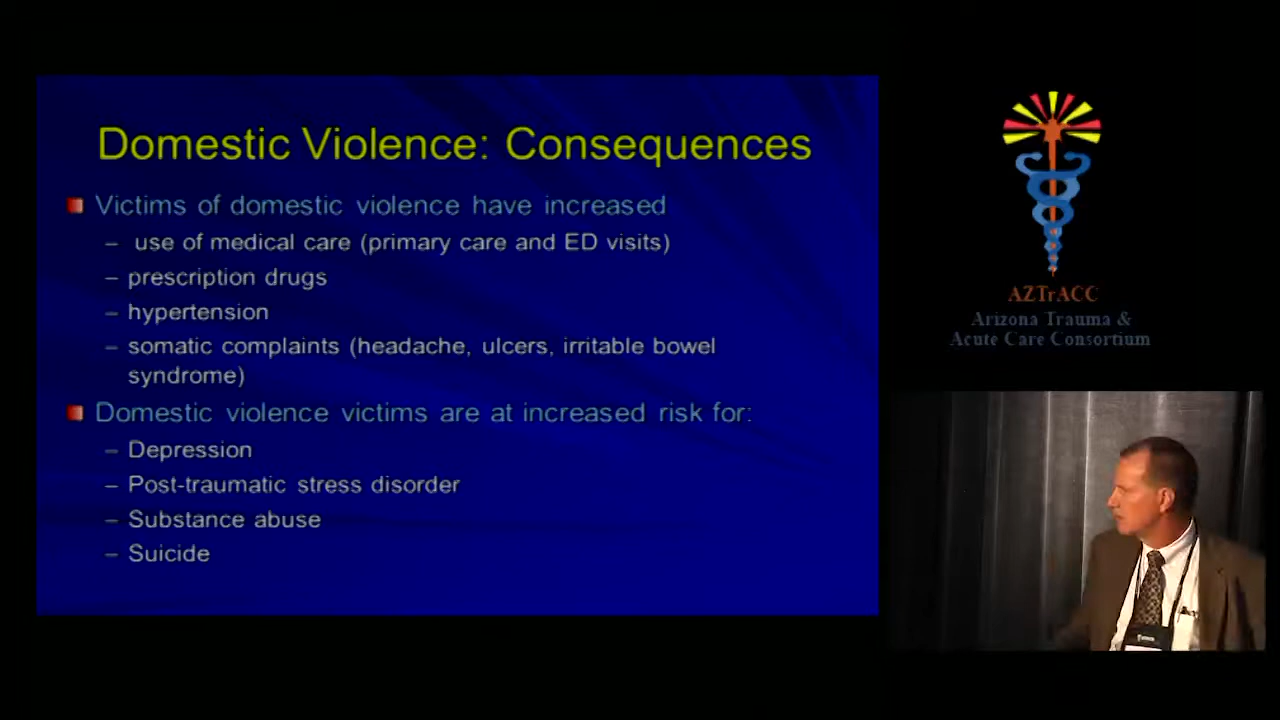 Domestic Violence: Consequences
Victims of domestic violence have increased
– use of medical care (primary care and ED visits)
– prescription drugs
– hypertension
– somatic complaints (headache, ulcers, irritable bowel
syndrome)
Domestic violence victims are at increased risk for:
– Depression
– Post-traumatic stress disorder
– Substance abuse
– Suicide
AZTrACC
Arizona Trauma &
Acute Care Consortium